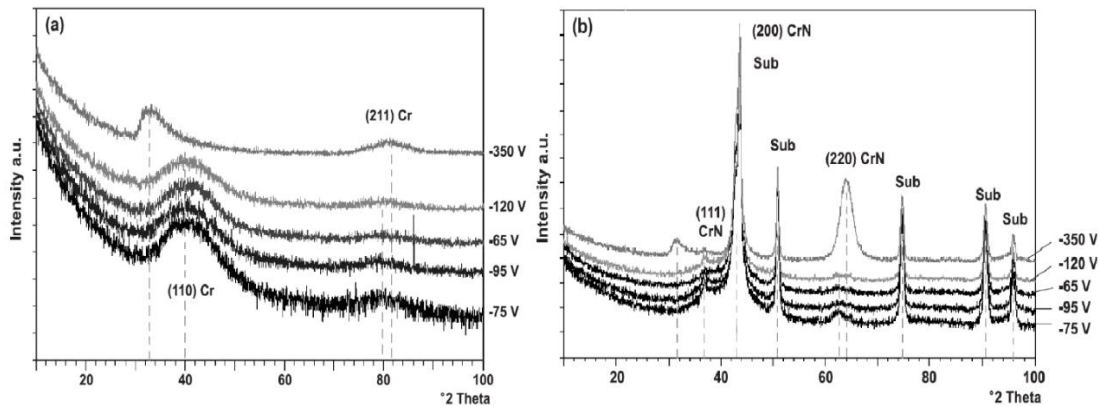 (a)
(211) Cr
-350 V
-120 V
-65 V
-95 V
-75 V
(110) Cr
Intensity a.u.
20
40
60
80
100
°2 Theta
(b)
(200) CrN
Sub
Sub
(220) CrN
Sub
Sub
Sub
(111)
CrN
-350 V
-120 V
-65 V
-95 V
-75 V
Intensity a.u.
20
40
60
80
100
°2 Theta